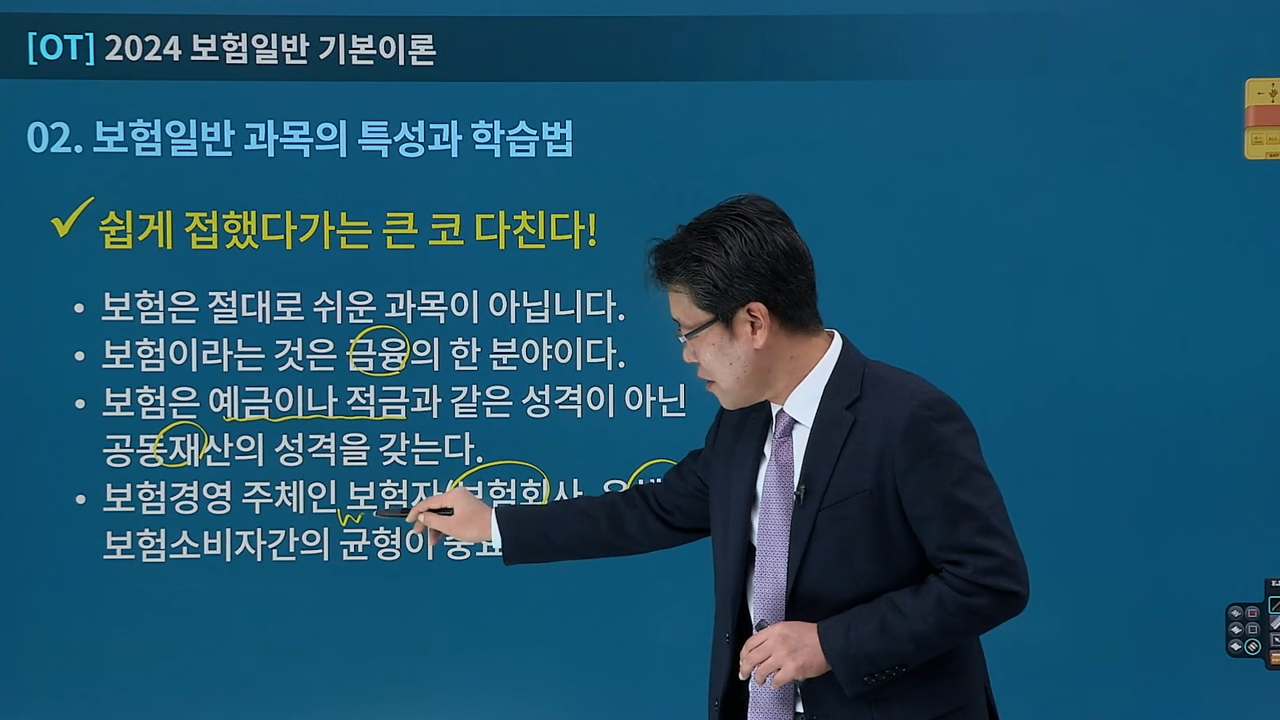 [OT] 2024 보험일반 기본이론
02. 보험일반 과목의 특성과 학습법
✓ 쉽게 접했다가는 큰 코 다친다!
• 보험은 절대로 쉬운 과목이 아닙니다.
• 보험이라는 것은 금융의 한 분야이다.
• 보험은 예금이나 적금과 같은 성격이 아닌
공동재산의 성격을 갖는다.
• 보험경영 주체인 보험자(보험회사,
보험소비자간의 균형이